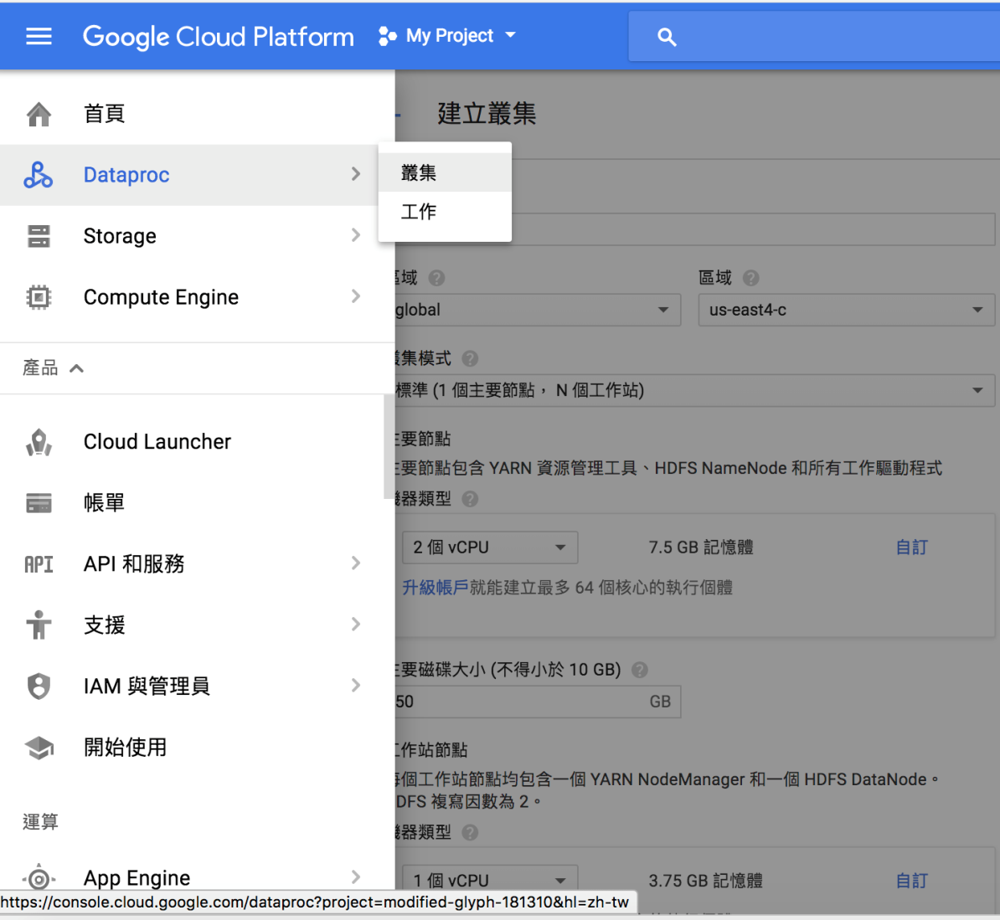 Google Cloud Platform
My Project
首頁
Dataproc
Storage
Compute Engine
產品
Cloud Launcher
帳單
API 和服務
支援
IAM 與管理員
開始使用
運算
App Engine
叢集
工作
建立叢集
區域
global
區域
us-east4-c
叢集模式
標準 (1 個主要節點， N 個工作站)
主要節點
主要節點包含 YARN 資源管理工具、HDFS NameNode 和所有工作驅動程式
機器類型
2 個 vCPU
7.5 GB 記憶體
自訂
升級帳戶就能建立最多 64 個核心的執行個體
主要磁碟大小 (不得小於 10 GB)
50
GB
工作站節點
每個工作站節點均包含一個 YARN NodeManager 和一個 HDFS DataNode。
DFS 複寫因數為 2。
機器類型
1 個 vCPU
3.75 GB 記憶體
自訂
https://console.cloud.google.com/dataproc?project=modified-glyph-181310&hl=zh-tw